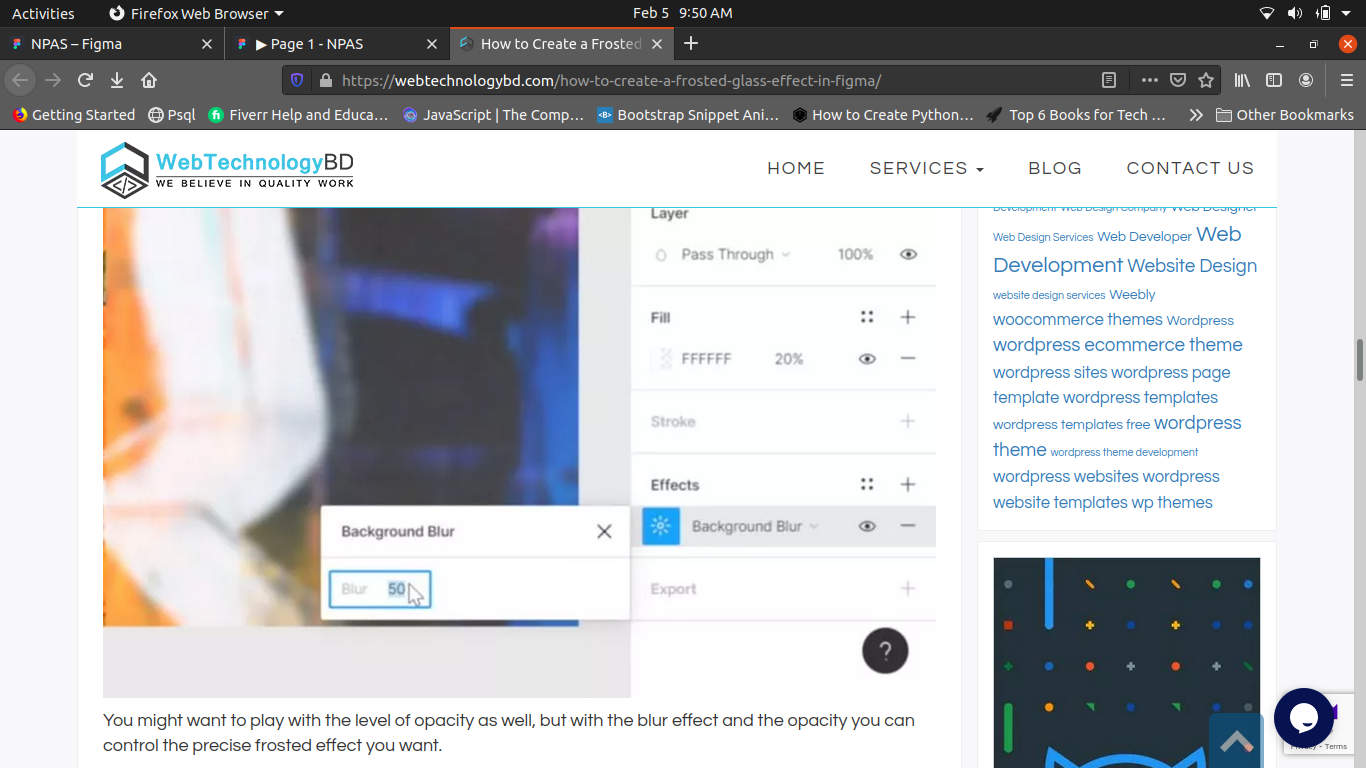 Activities Firefox Web Browser Feb 5 9:50 AM
NPAS – Figma ▶ Page 1 - NPAS How to Create a Frosted
https://webtechnologybd.com/how-to-create-a-frosted-glass-effect-in-figma/
Getting Started Psql Fiverr Help and Educa… JavaScript | The Comp… Bootstrap Snippet Ani… How to Create Python… Top 6 Books for Tech … Other Bookmarks
WebTechnologyBD
WE BELIEVE IN QUALITY WORK
HOME SERVICES BLOG CONTACT US
Layer
Pass Through 100%
Fill
FFFFFF 20%
Stroke
Effects
Background Blur
Export
Background Blur
Blur 50
?
You might want to play with the level of opacity as well, but with the blur effect and the opacity you can
control the precise frosted effect you want.
Development Web Design Company Web Designer
Web Design Services Web Developer Web
Development Website Design
website design services Weebly
woocommerce themes Wordpress
wordpress ecommerce theme
wordpress sites wordpress page
template wordpress templates
wordpress templates free wordpress
theme wordpress theme development
wordpress websites wordpress
website templates wp themes
- Terms